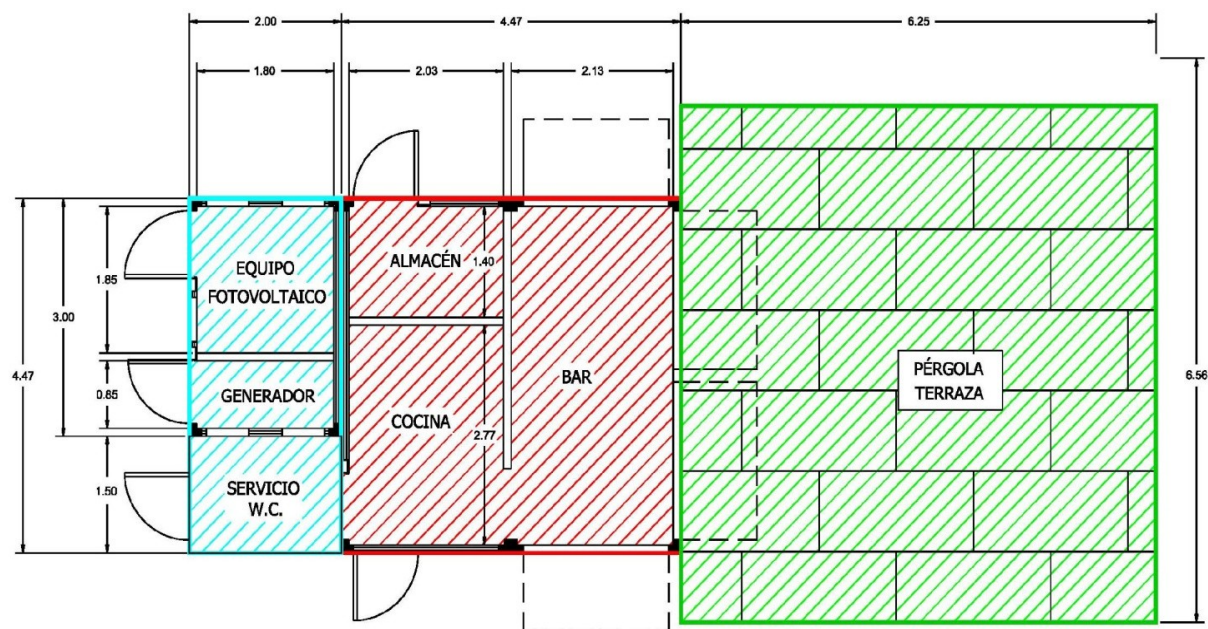 2.00
4.47
6.25
1.80
2.03
2.13
EQUIPO
FOTOVOLTAICO
ALMACÉN
1.40
1.85
3.00
4.47
0.85
GENERADOR
BAR
PÉRGOLA
TERRAZA
6.56
COCINA
2.77
1.50
SERVICIO
W.C.